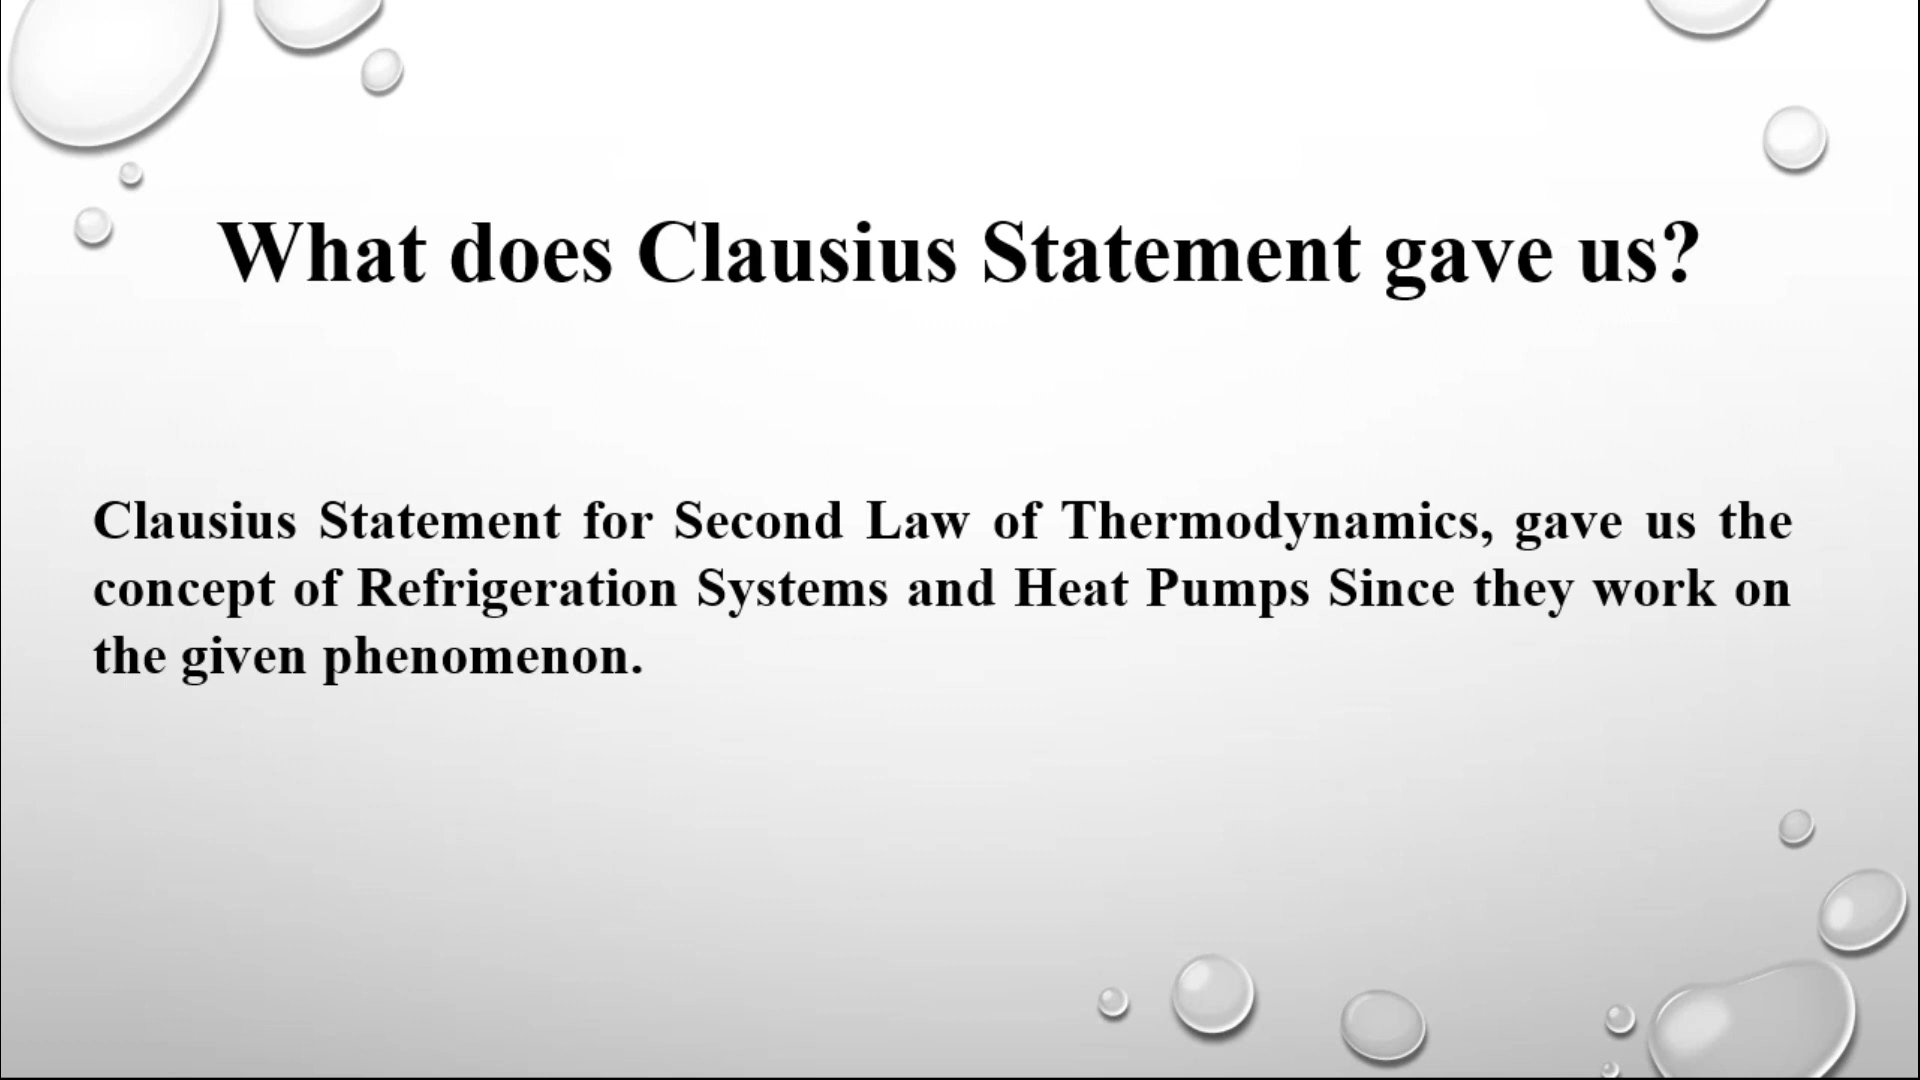 What does Clausius Statement gave us?
Clausius Statement for Second Law of Thermodynamics, gave us the
concept of Refrigeration Systems and Heat Pumps Since they work on
the given phenomenon.